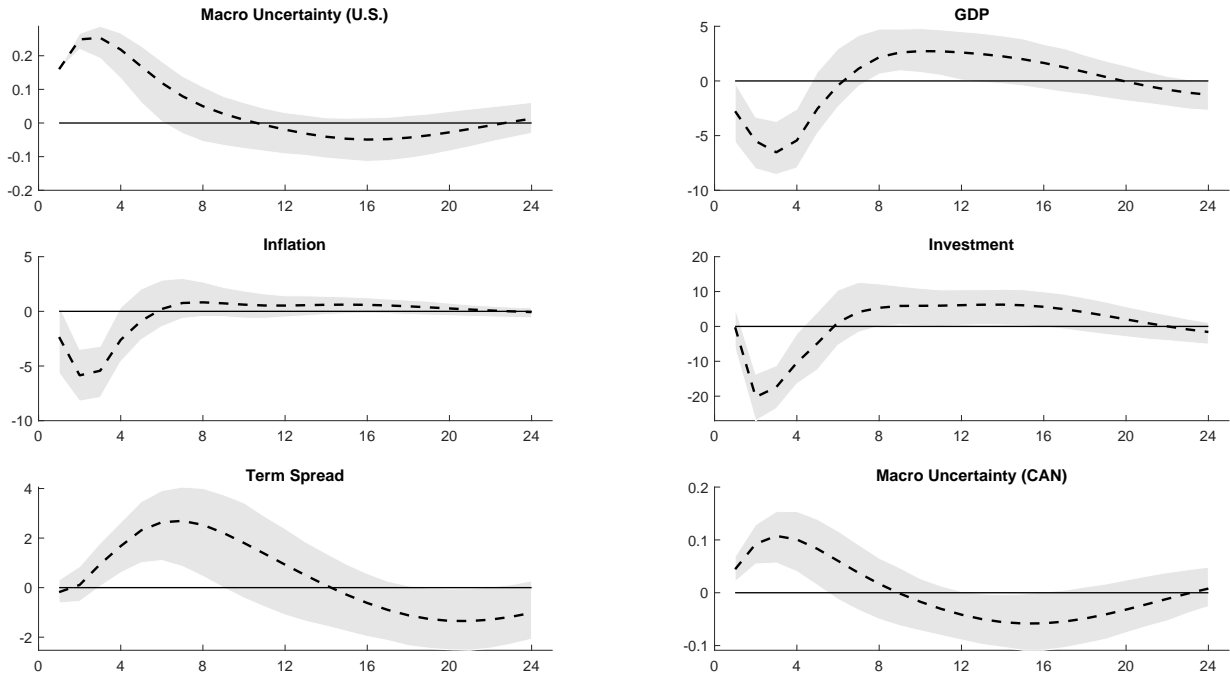 Macro Uncertainty (U.S.)
0.2
0.1
0
-0.1
-0.2
0 4 8 12 16 20 24
GDP
5
0
-5
-10
0 4 8 12 16 20 24
Inflation
5
0
-5
-10
0 4 8 12 16 20 24
Investment
20
10
0
-10
-20
0 4 8 12 16 20 24
Term Spread
4
2
0
-2
0 4 8 12 16 20 24
Macro Uncertainty (CAN)
0.2
0.1
0
-0.1
0 4 8 12 16 20 24